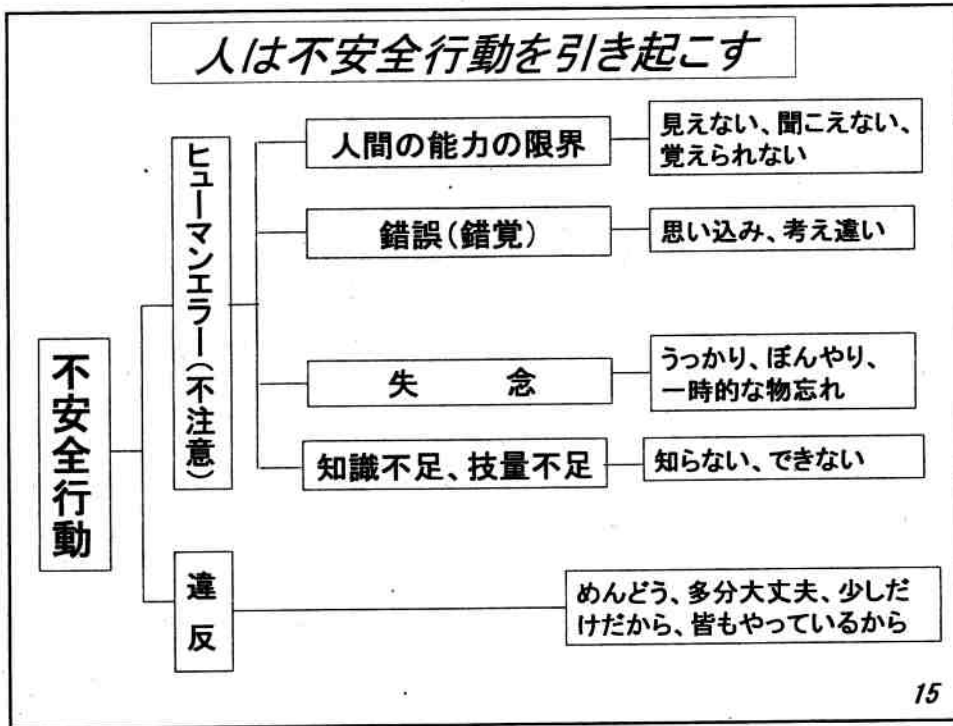 人は不安全行動を引き起こす
不安全行動
ヒューマンエラー(不注意)
人間の能力の限界
見えない、聞こえない、
覚えられない
錯誤(錯覚)
思い込み、考え違い
失　念
うっかり、ぼんやり、
一時的な物忘れ
知識不足、技量不足
知らない、できない
違反
めんどう、多分大丈夫、少しだ
けだから、皆もやっているから
15